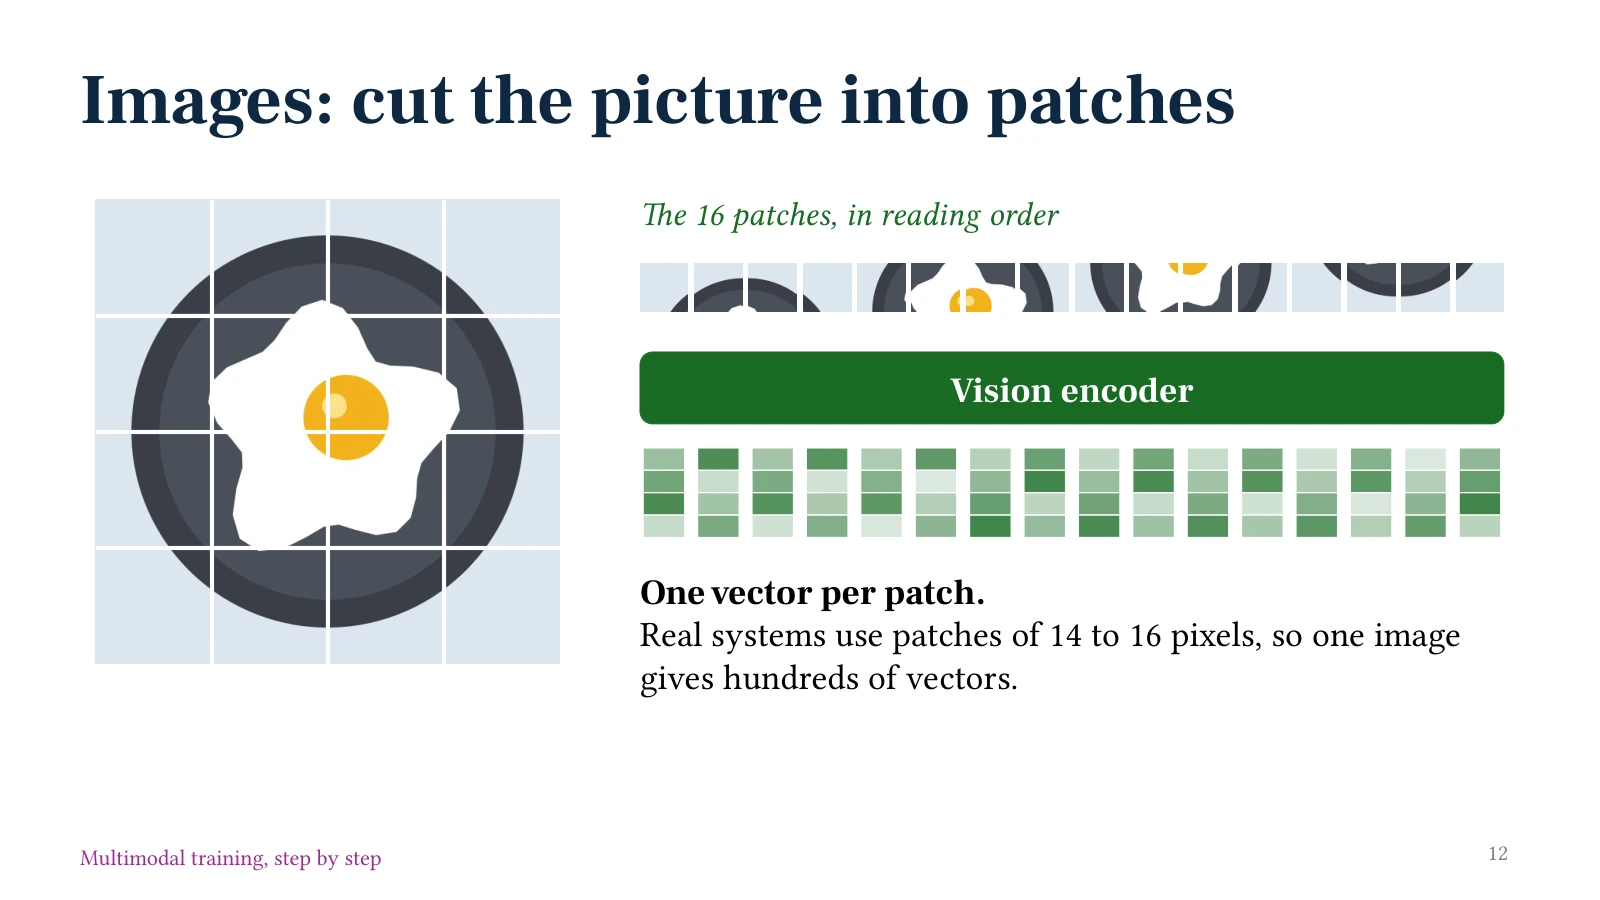 Images: cut the picture into patches
The 16 patches, in reading order
Vision encoder
One vector per patch.
Real systems use patches of 14 to 16 pixels, so one image
gives hundreds of vectors.
Multimodal training, step by step
12